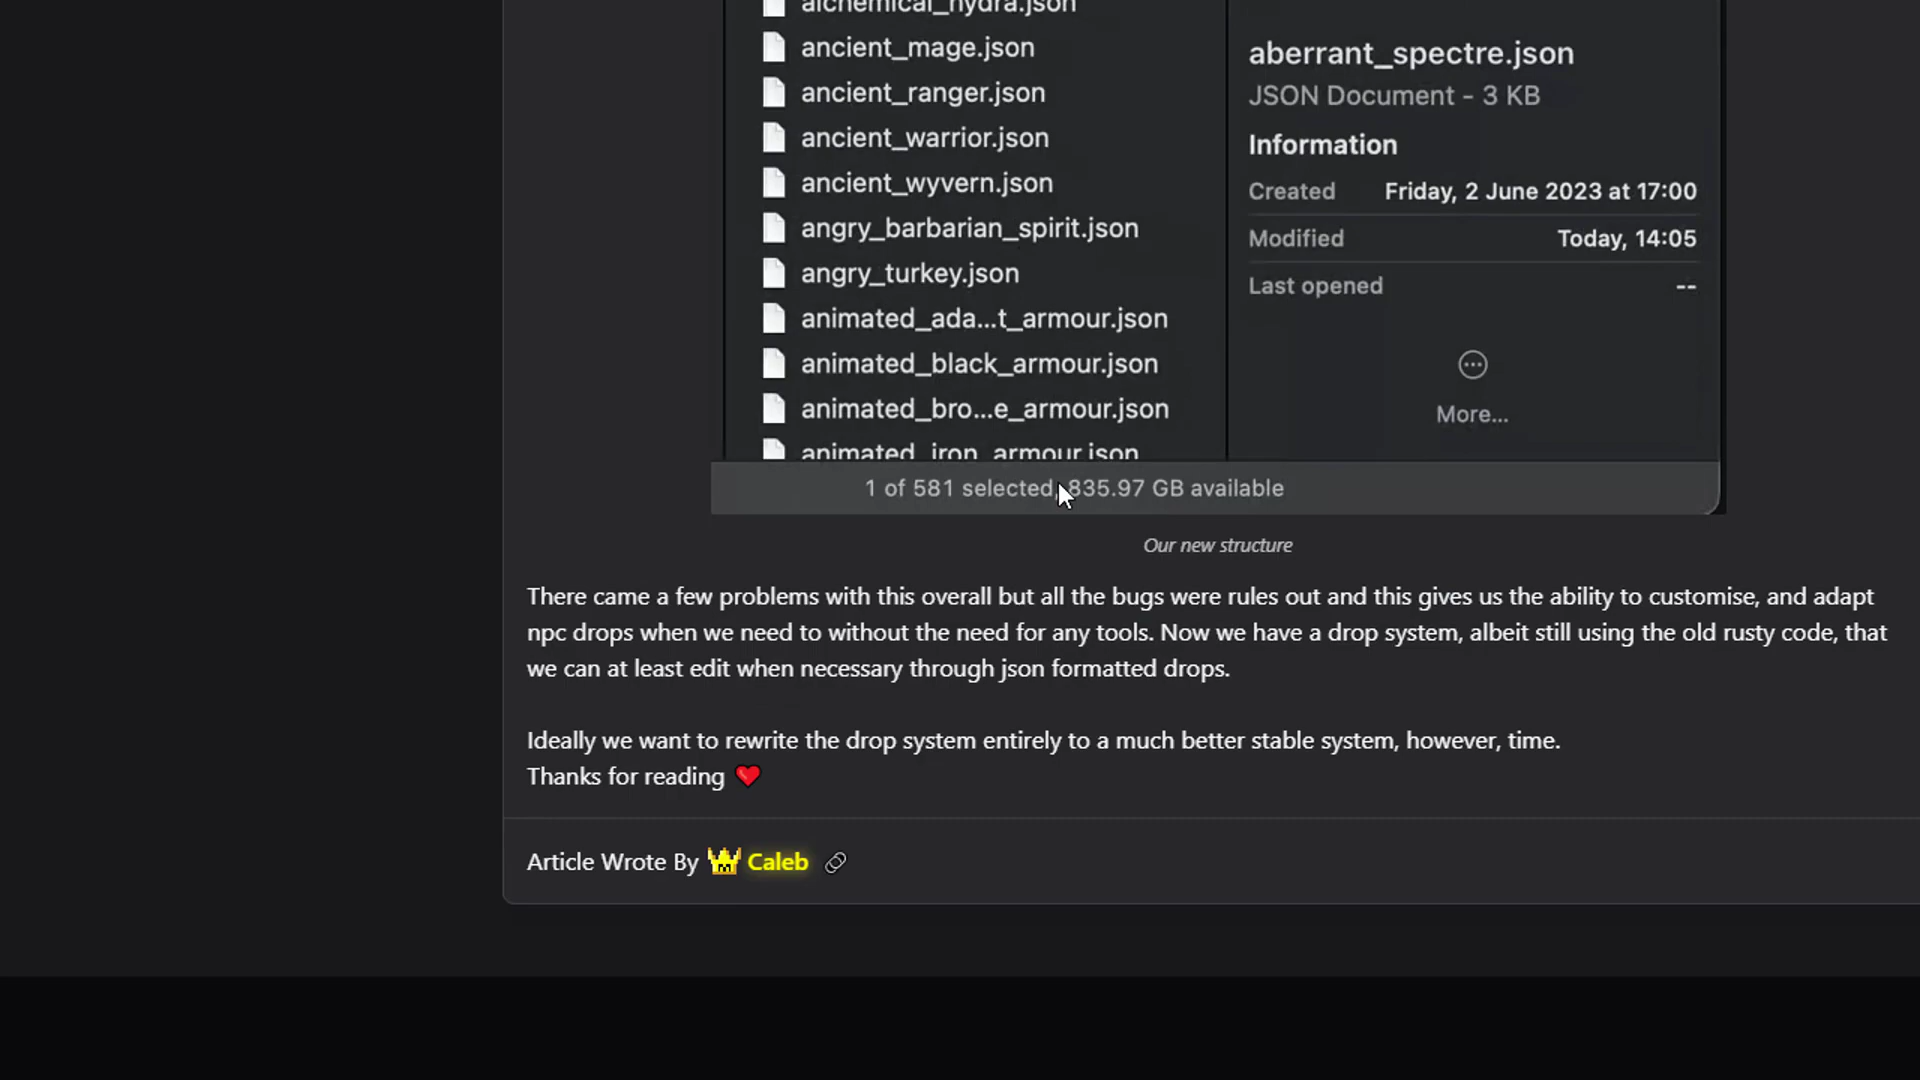 alchemical_hydra.json
ancient_mage.json
ancient_ranger.json
ancient_warrior.json
ancient_wyvern.json
angry_barbarian_spirit.json
angry_turkey.json
animated_ada...t_armour.json
animated_black_armour.json
animated_bro...e_armour.json
animated_iron_armour.json
aberrant_spectre.json
JSON Document - 3 KB
Information
Created Friday, 2 June 2023 at 17:00
Modified Today, 14:05
Last opened --
More...
1 of 581 selected, 835.97 GB available
Our new structure
There came a few problems with this overall but all the bugs were rules out and this gives us the ability to customise, and adapt
npc drops when we need to without the need for any tools. Now we have a drop system, albeit still using the old rusty code, that
we can at least edit when necessary through json formatted drops.
Ideally we want to rewrite the drop system entirely to a much better stable system, however, time.
Thanks for reading ❤️
Article Wrote By Caleb